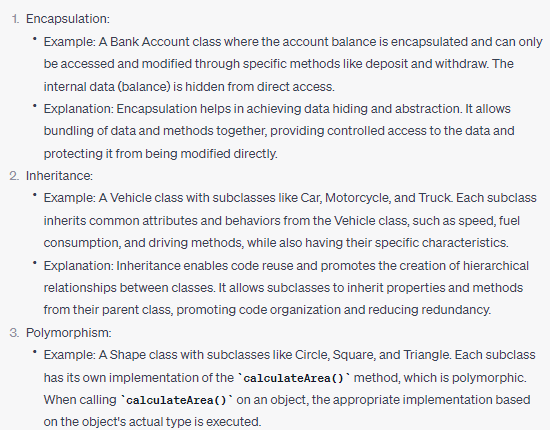 1. Encapsulation:
• Example: A Bank Account class where the account balance is encapsulated and can only
be accessed and modified through specific methods like deposit and withdraw. The
internal data (balance) is hidden from direct access.
• Explanation: Encapsulation helps in achieving data hiding and abstraction. It allows
bundling of data and methods together, providing controlled access to the data and
protecting it from being modified directly.
2. Inheritance:
• Example: A Vehicle class with subclasses like Car, Motorcycle, and Truck. Each subclass
inherits common attributes and behaviors from the Vehicle class, such as speed, fuel
consumption, and driving methods, while also having their specific characteristics.
• Explanation: Inheritance enables code reuse and promotes the creation of hierarchical
relationships between classes. It allows subclasses to inherit properties and methods
from their parent class, promoting code organization and reducing redundancy.
3. Polymorphism:
• Example: A Shape class with subclasses like Circle, Square, and Triangle. Each subclass
has its own implementation of the `calculateArea()` method, which is polymorphic.
When calling `calculateArea()` on an object, the appropriate implementation based
on the object's actual type is executed.